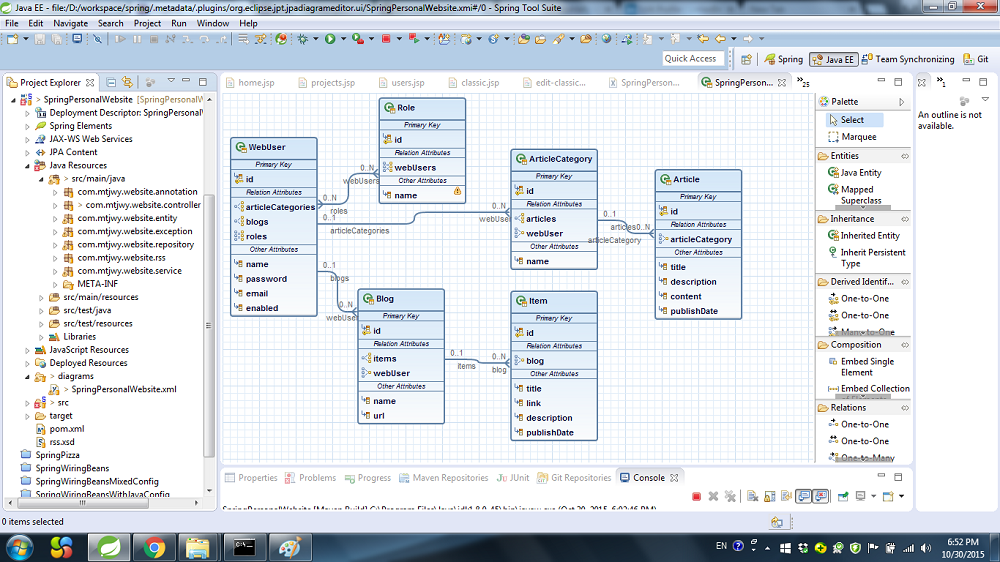 Java EE - file:/D:/workspace/spring/.metadata/.plugins/org.eclipse.jpt.jpadiagrameditor.ui/SpringPersonalWebsite.xmi#/0 - Spring Tool Suite
File Edit Navigate Search Project Run Window Help
Quick Access
Spring
Java EE
Team Synchronizing
Git
Project Explorer
> SpringPersonalWebsite [SpringPersonalWebs
Deployment Descriptor: SpringPersonalW
Spring Elements
JAX-WS Web Services
JPA Content
Java Resources
> src/main/java
com.mtjwy.website.annotation
> com.mtjwy.website.controller
com.mtjwy.website.entity
com.mtjwy.website.exception
com.mtjwy.website.repository
com.mtjwy.website.rss
com.mtjwy.website.service
META-INF
src/main/resources
src/test/java
src/test/resources
Libraries
JavaScript Resources
Deployed Resources
> diagrams
> SpringPersonalWebsite.xml
> src
target
pom.xml
rss.xsd
SpringPizza
SpringWiringBeans
SpringWiringBeansMixedConfig
SpringWiringBeansWithJavaConfig
home.jsp
projects.jsp
users.jsp
classic.jsp
edit-classic...
SpringPerson...
SpringPerson...
»25
Role
Primary Key
id
Relation Attributes
webUsers
Other Attributes
name
WebUser
Primary Key
id
Relation Attributes
articleCategories
blogs
roles
Other Attributes
name
password
email
enabled
0..N
webUsers
0..N
roles
0..1
articleCategories
0..N
0..1
blogs
0..N
ArticleCategory
Primary Key
id
Relation Attributes
articles
webUser
Other Attributes
name
0..1
articles
0..N
articleCategory
Article
Primary Key
id
Relation Attributes
articleCategory
Other Attributes
title
description
content
publishDate
Blog
Primary Key
id
Relation Attributes
items
webUser
Other Attributes
name
url
0..1
items
0..N
blog
Item
Primary Key
id
Relation Attributes
blog
Other Attributes
title
link
description
publishDate
Palette
Select
Marquee
Entities
Java Entity
Mapped
Superclass
Inheritance
Inherited Entity
Inherit Persistent
Type
Derived Identif...
One-to-One
Many-to-One
Composition
Embed Single
Element
Embed Collection
Relations
One-to-One
One-to-Many
»1
An outline is not
available.
Properties
Problems
Progress
Maven Repositories
JUnit
Git Repositories
Console
0 items selected
EN
6:52 PM
10/30/2015